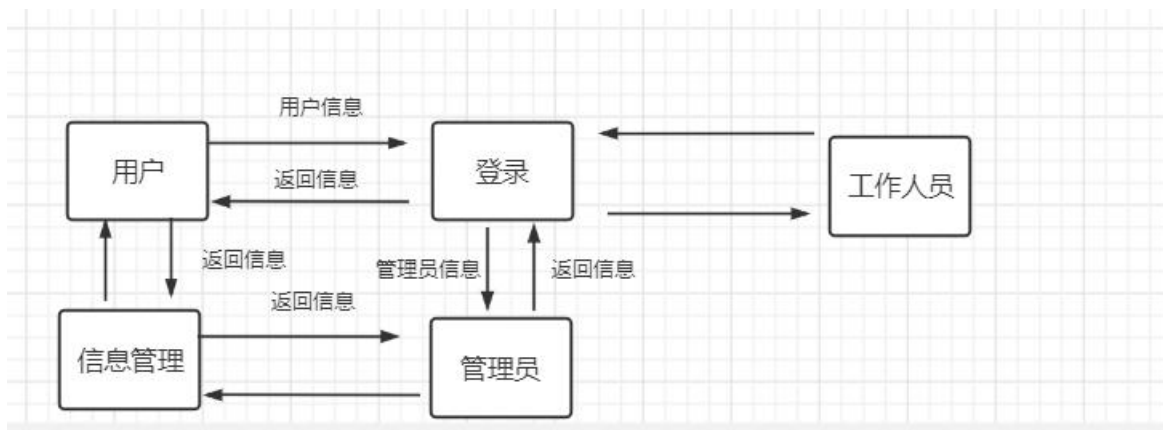 用户信息
用户
登录
工作人员
返回信息
返回信息
管理员信息
返回信息
返回信息
信息管理
管理员